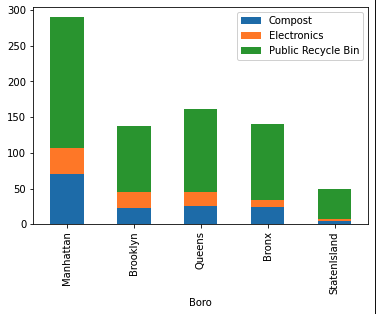 300
250
200
150
100
50
0
Compost
Electronics
Public Recycle Bin
Manhattan
Brooklyn
Queens
Bronx
StatenIsland
Boro